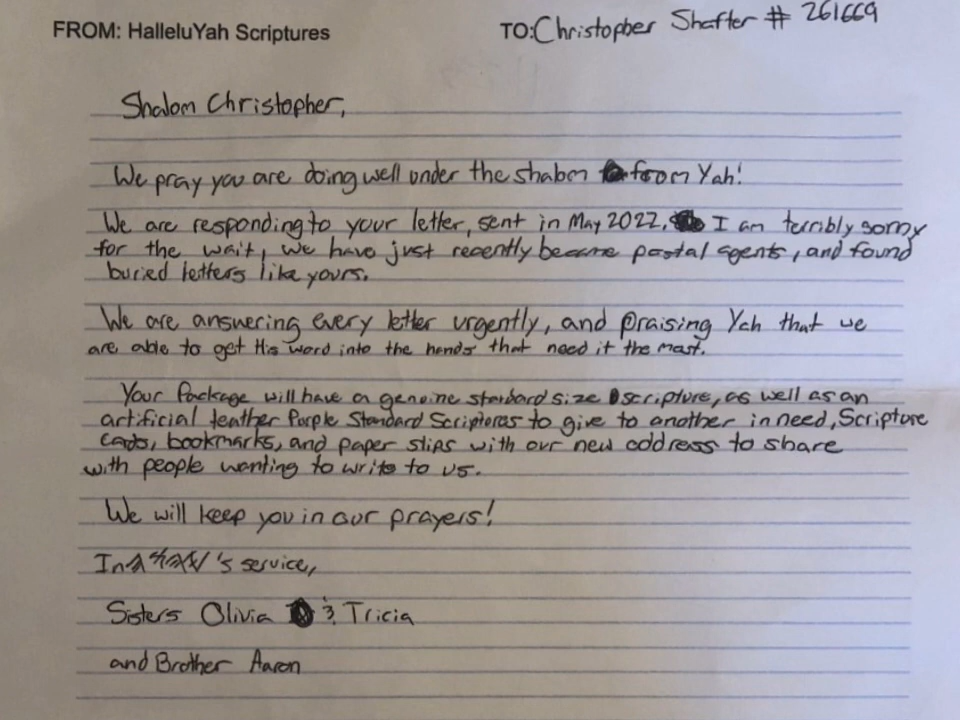 FROM: HalleluYah Scriptures
TO: Christopher Shafter # 261669
Shalom Christopher,
We pray you are doing well under the shalom from Yah!
We are responding to your letter, sent in May 2022. I am terribly sorry
for the wait, we have just recently became postal agents, and found
buried letters like yours.
We are answering every letter urgently, and praising Yah that we
are able to get His word into the hands that need it the most.
Your Package will have a genuine standard size scripture, as well as an
artificial leather Purple Standard Scriptures to give to another in need, Scripture
Cards, bookmarks, and paper slips with our new address to share
with people wanting to write to us.
We will keep you in our prayers!
In 's service,
Sisters Olivia & Tricia
and Brother Aaron